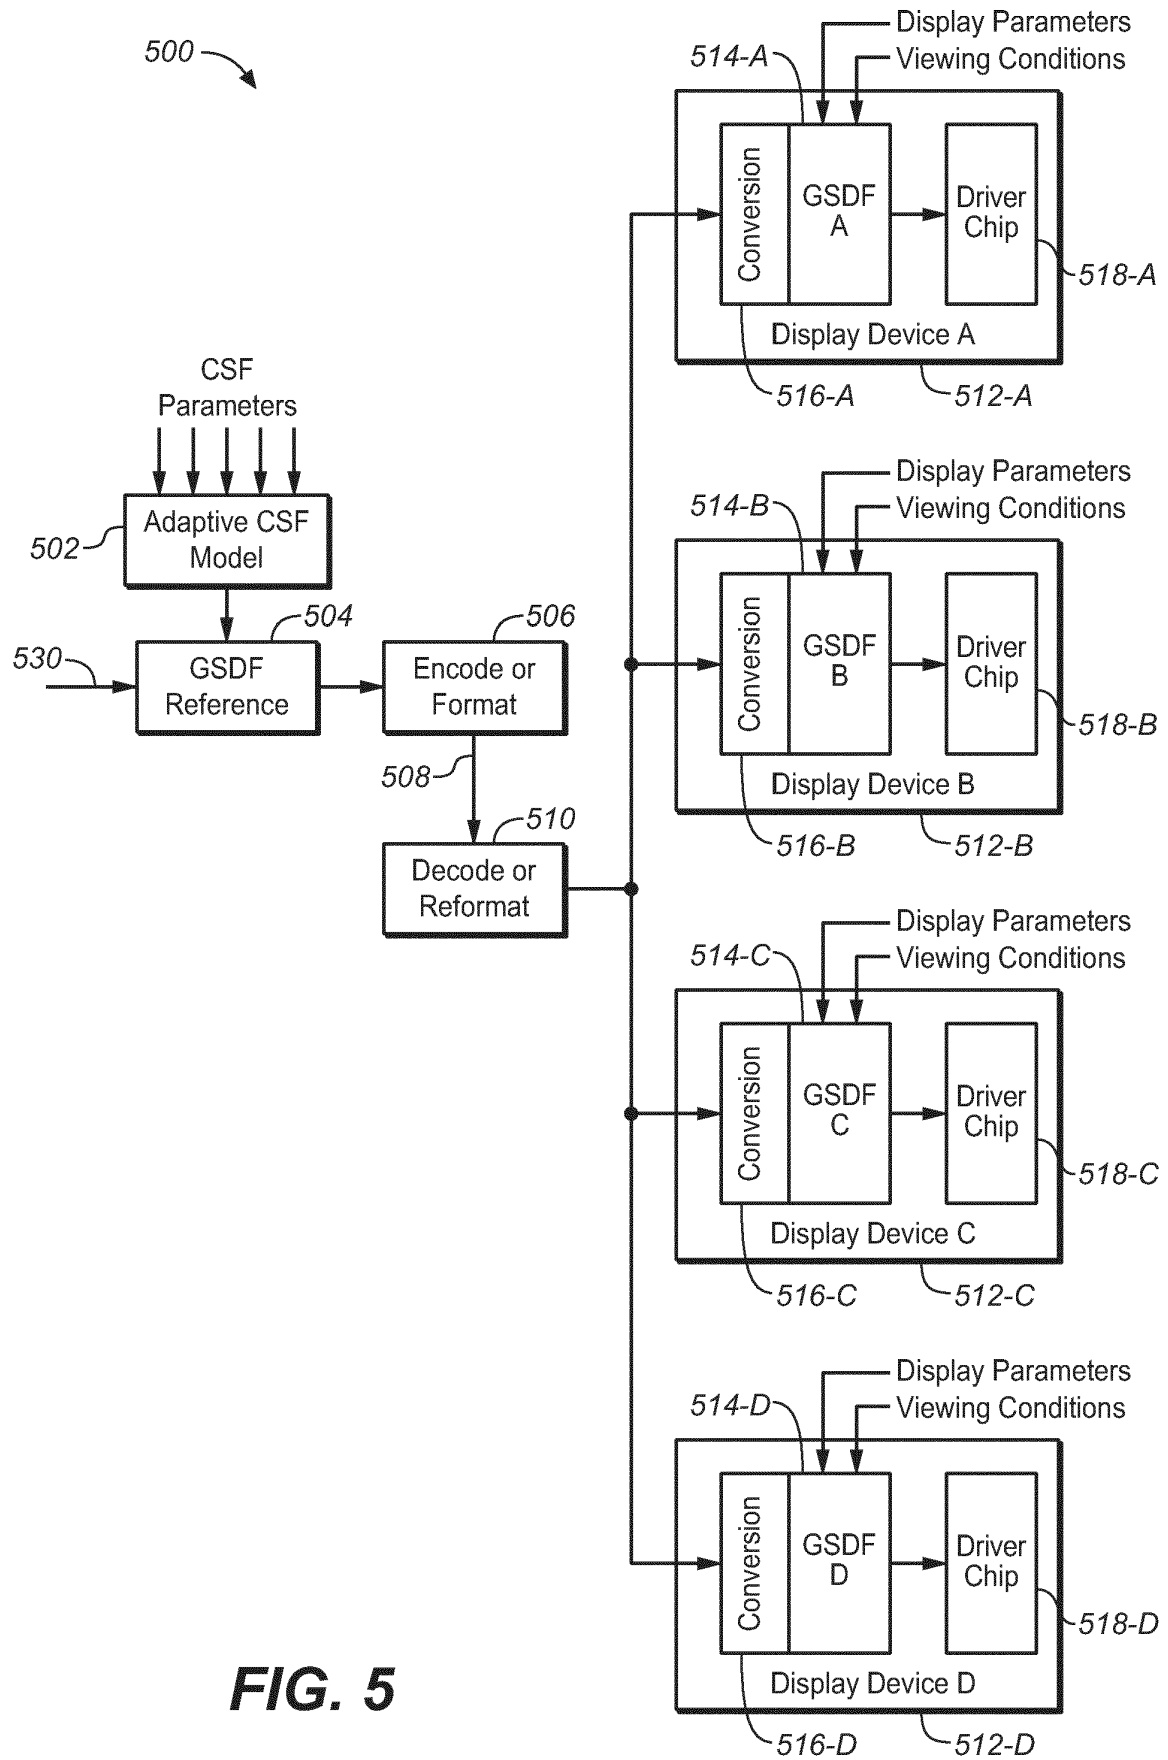 500
Display Parameters
514-A
Viewing Conditions
Conversion
GSDF
A
Driver
Chip
518-A
Display Device A
516-A
512-A
CSF
Parameters
Adaptive CSF
Model
502
504
530
GSDF
Reference
506
Encode or
Format
508
510
Decode or
Reformat
Display Parameters
514-B
Viewing Conditions
Conversion
GSDF
B
Driver
Chip
518-B
Display Device B
516-B
512-B
Display Parameters
514-C
Viewing Conditions
Conversion
GSDF
C
Driver
Chip
518-C
Display Device C
516-C
512-C
Display Parameters
514-D
Viewing Conditions
Conversion
GSDF
D
Driver
Chip
518-D
Display Device D
516-D
512-D
FIG. 5